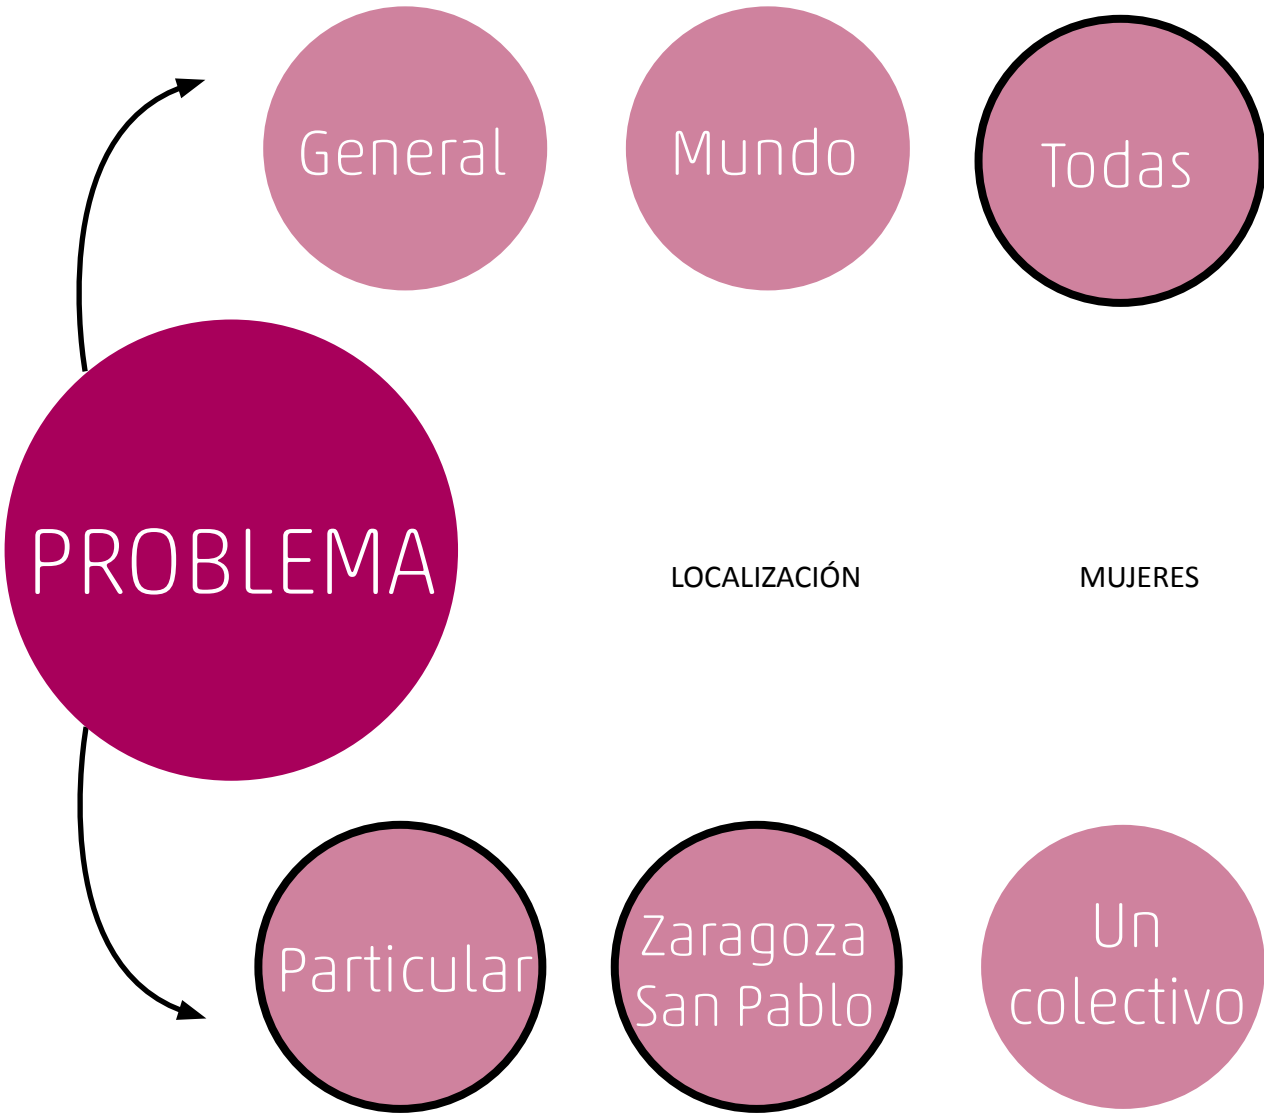 General
Mundo
Todas
PROBLEMA
LOCALIZACIÓN
MUJERES
Particular
Zaragoza
San Pablo
Un
colectivo